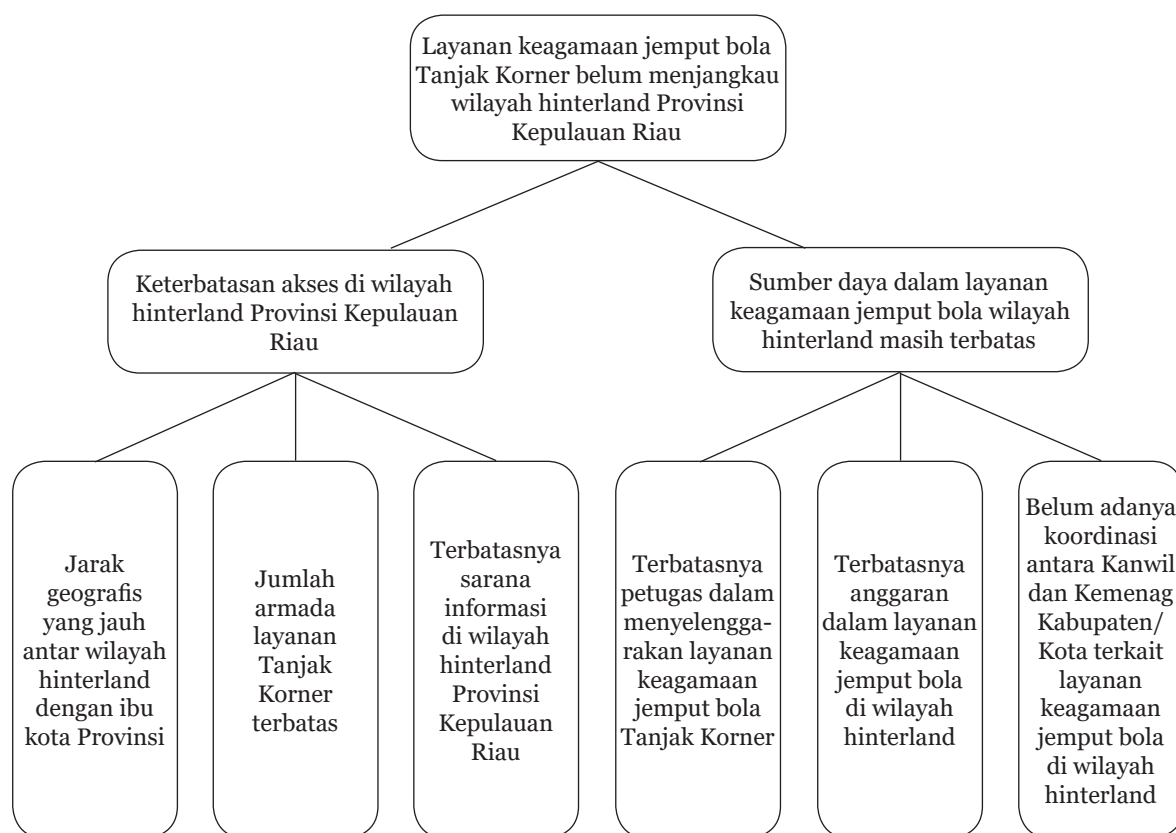 Layanan keagamaan jemput bola
Tanjak Korner belum menjangkau
wilayah hinterland Provinsi
Kepulauan Riau
Keterbatasan akses di wilayah
hinterland Provinsi Kepulauan
Riau
Sumber daya dalam layanan
keagamaan jemput bola wilayah
hinterland masih terbatas
Jarak
geografis
yang jauh
antar wilayah
hinterland
dengan ibu
kota Provinsi
Jumlah
armada
layanan
Tanjak
Korner
terbatas
Terbatasnya
sarana
informasi
di wilayah
hinterland
Provinsi
Kepulauan
Riau
Terbatasnya
petugas dalam
menyelengga-
rakan layanan
keagamaan
jemput bola
Tanjak Korner
Terbatasnya
anggaran
dalam layanan
keagamaan
jemput bola
di wilayah
hinterland
Belum adanya
koordinasi
antara Kanwil
dan Kemenag
Kabupaten/
Kota terkait
layanan
keagamaan
jemput bola
di wilayah
hinterland